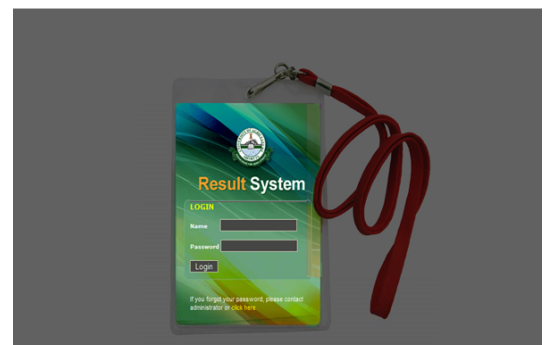 Result System
LOGIN
Name
Password
Login
If you forget your password, please contact
administrator or click here.